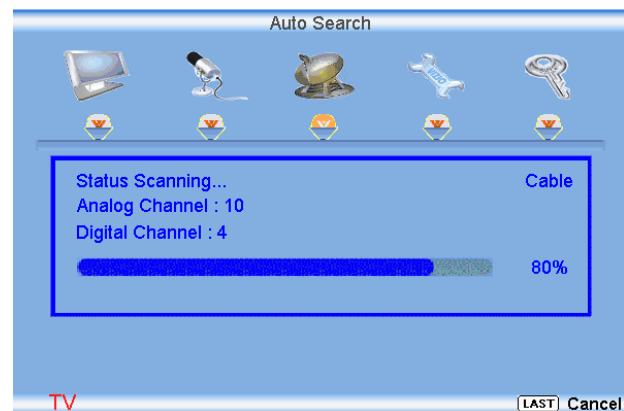 Auto Search
Status Scanning... Cable
Analog Channel : 10
Digital Channel : 4
80%
TV LAST Cancel